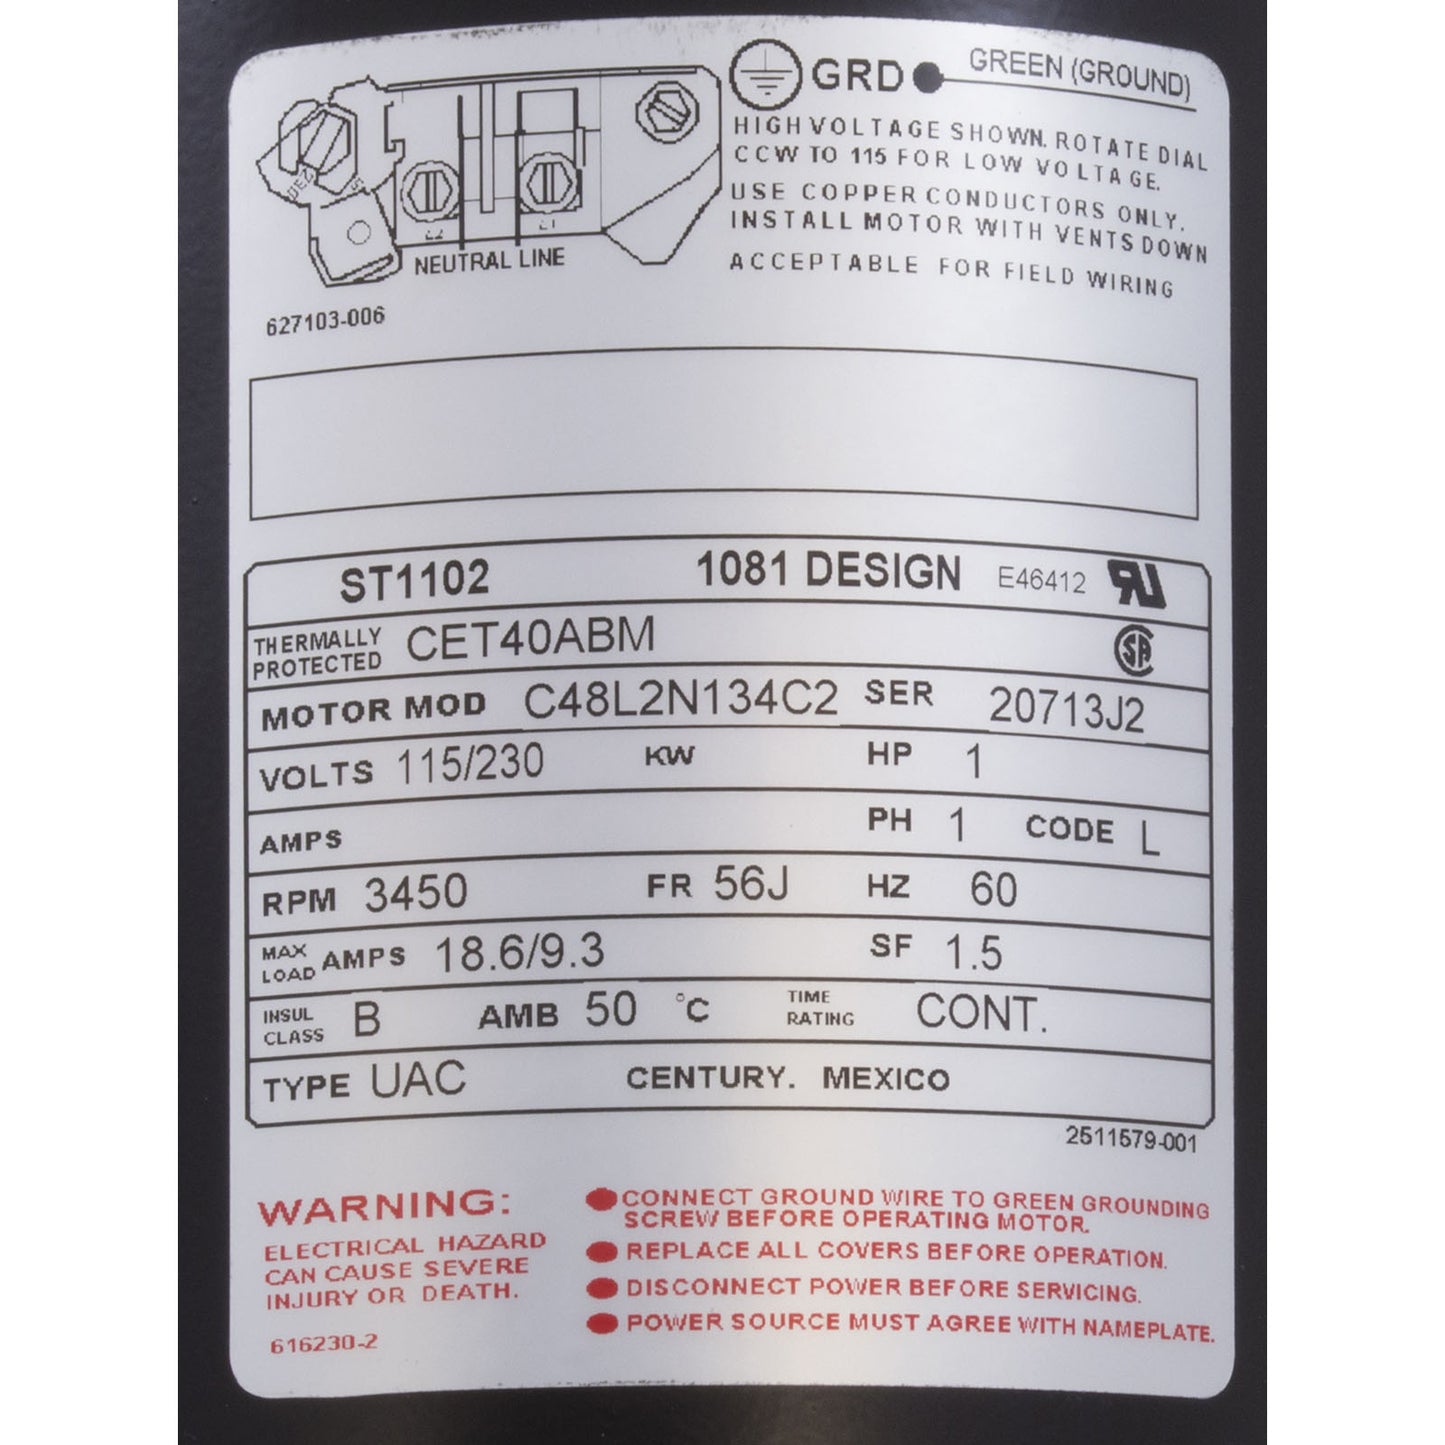 GRD GREEN (GROUND)
HIGH VOLTAGE SHOWN. ROTATE DIAL
CCW TO 115 FOR LOW VOLTAGE.
USE COPPER CONDUCTORS ONLY.
INSTALL MOTOR WITH VENTS DOWN
ACCEPTABLE FOR FIELD WIRING
L2 L1
NEUTRAL LINE
627103-006
ST1102 1081 DESIGN E46412
THERMALLY
PROTECTED CET40ABM SA
MOTOR MOD C48L2N134C2 SER 20713J2
VOLTS 115/230 KW HP 1
AMPS PH 1 CODE L
RPM 3450 FR 56J HZ 60
MAX
LOAD AMPS 18.6/9.3 SF 1.5
INSUL
CLASS B AMB 50 °C TIME
RATING CONT.
TYPE UAC CENTURY. MEXICO
2511579-001
WARNING:
ELECTRICAL HAZARD
CAN CAUSE SEVERE
INJURY OR DEATH.
616230-2
CONNECT GROUND WIRE TO GREEN GROUNDING
SCREW BEFORE OPERATING MOTOR.
REPLACE ALL COVERS BEFORE OPERATION.
DISCONNECT POWER BEFORE SERVICING.
POWER SOURCE MUST AGREE WITH NAMEPLATE.